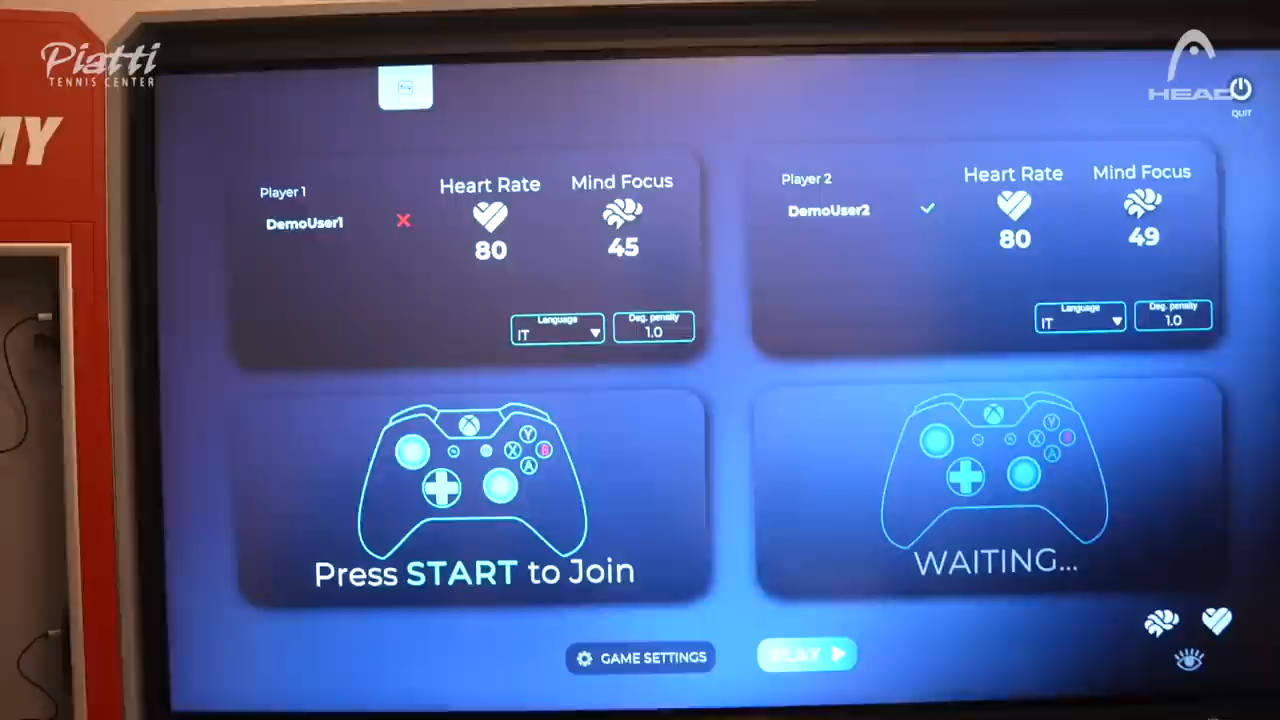 Piatti
TENNIS CENTER
HEAD
QUIT
MY
Player 1
DemoUser1
Heart Rate
80
Mind Focus
45
Language
IT
Deg. penalty
1.0
Player 2
DemoUser2
Heart Rate
80
Mind Focus
49
Language
IT
Deg. penalty
1.0
Y
X
B
A
Press START to Join
Y
X
B
A
WAITING...
GAME SETTINGS
PLAY